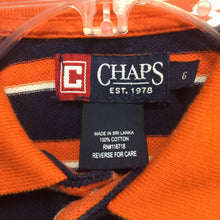 C CHAPS
EST. 1978
6
MADE IN SRI LANKA
100% COTTON
RN#116718
REVERSE FOR CARE